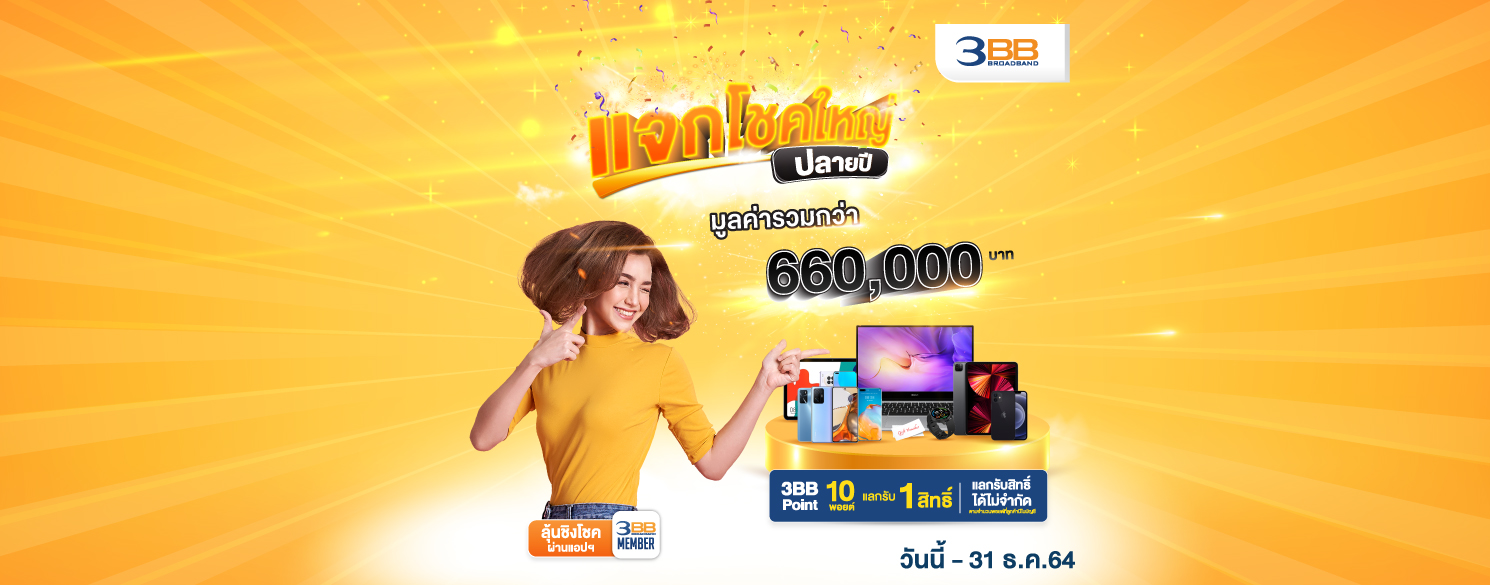 3BB
BROADBAND
แจกโชคใหญ่
ปลายปี
มูลค่ารวมกว่า
660,000 บาท
3BB Point 10 พอยต์ แลกรับ 1 สิทธิ์
แลกรับสิทธิ์
ได้ไม่จำกัด
ลุ้นชิงโชค
ผ่านแอปฯ
3BB
BROADBAND
MEMBER
วันนี้ - 31 ธ.ค.64